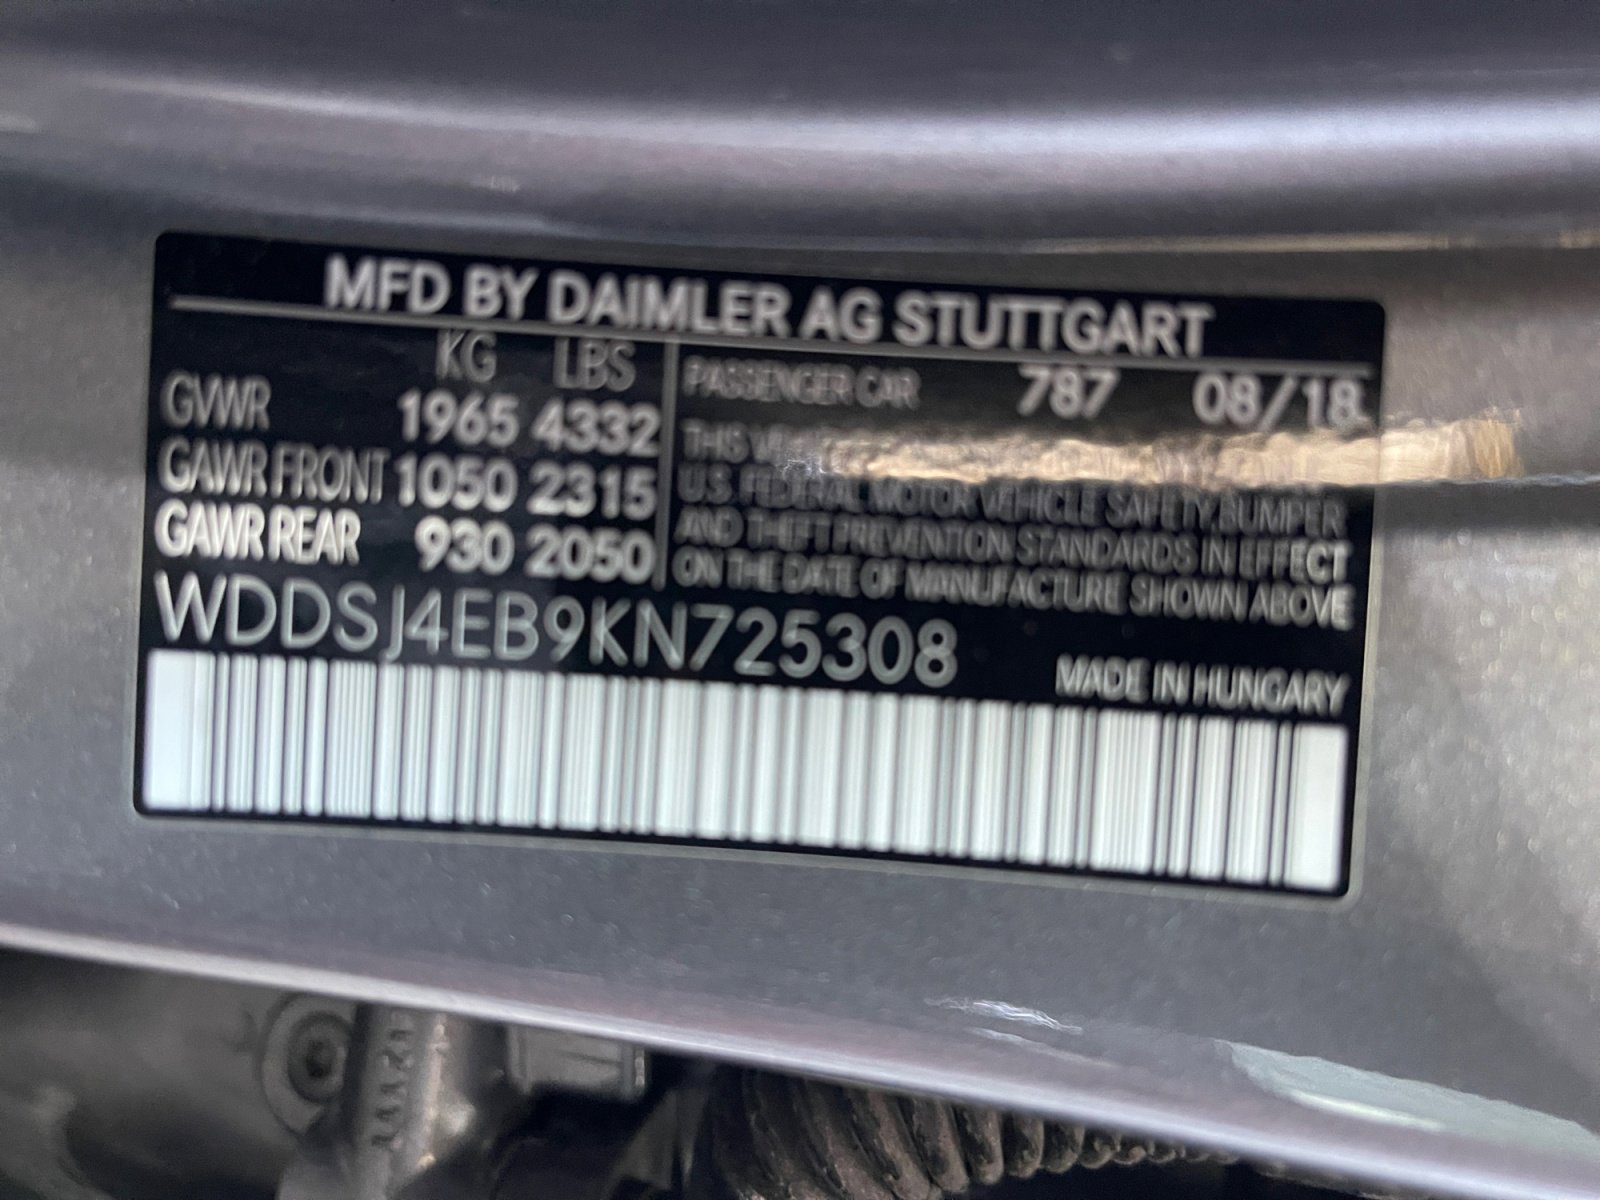 MFD BY DAIMLER AG STUTTGART
KG LBS
GVWR 1965 4332
GAWR FRONT 1050 2315
GAWR REAR 930 2050
PASSENGER CAR 787 08/18
THIS
U.S. FEDERAL MOTOR VEHICLE SAFETY, BUMPER
AND THEFT PREVENTION STANDARDS IN EFFECT
ON THE DATE OF MANUFACTURE SHOWN ABOVE
WDDSJ4EB9KN725308
MADE IN HUNGARY